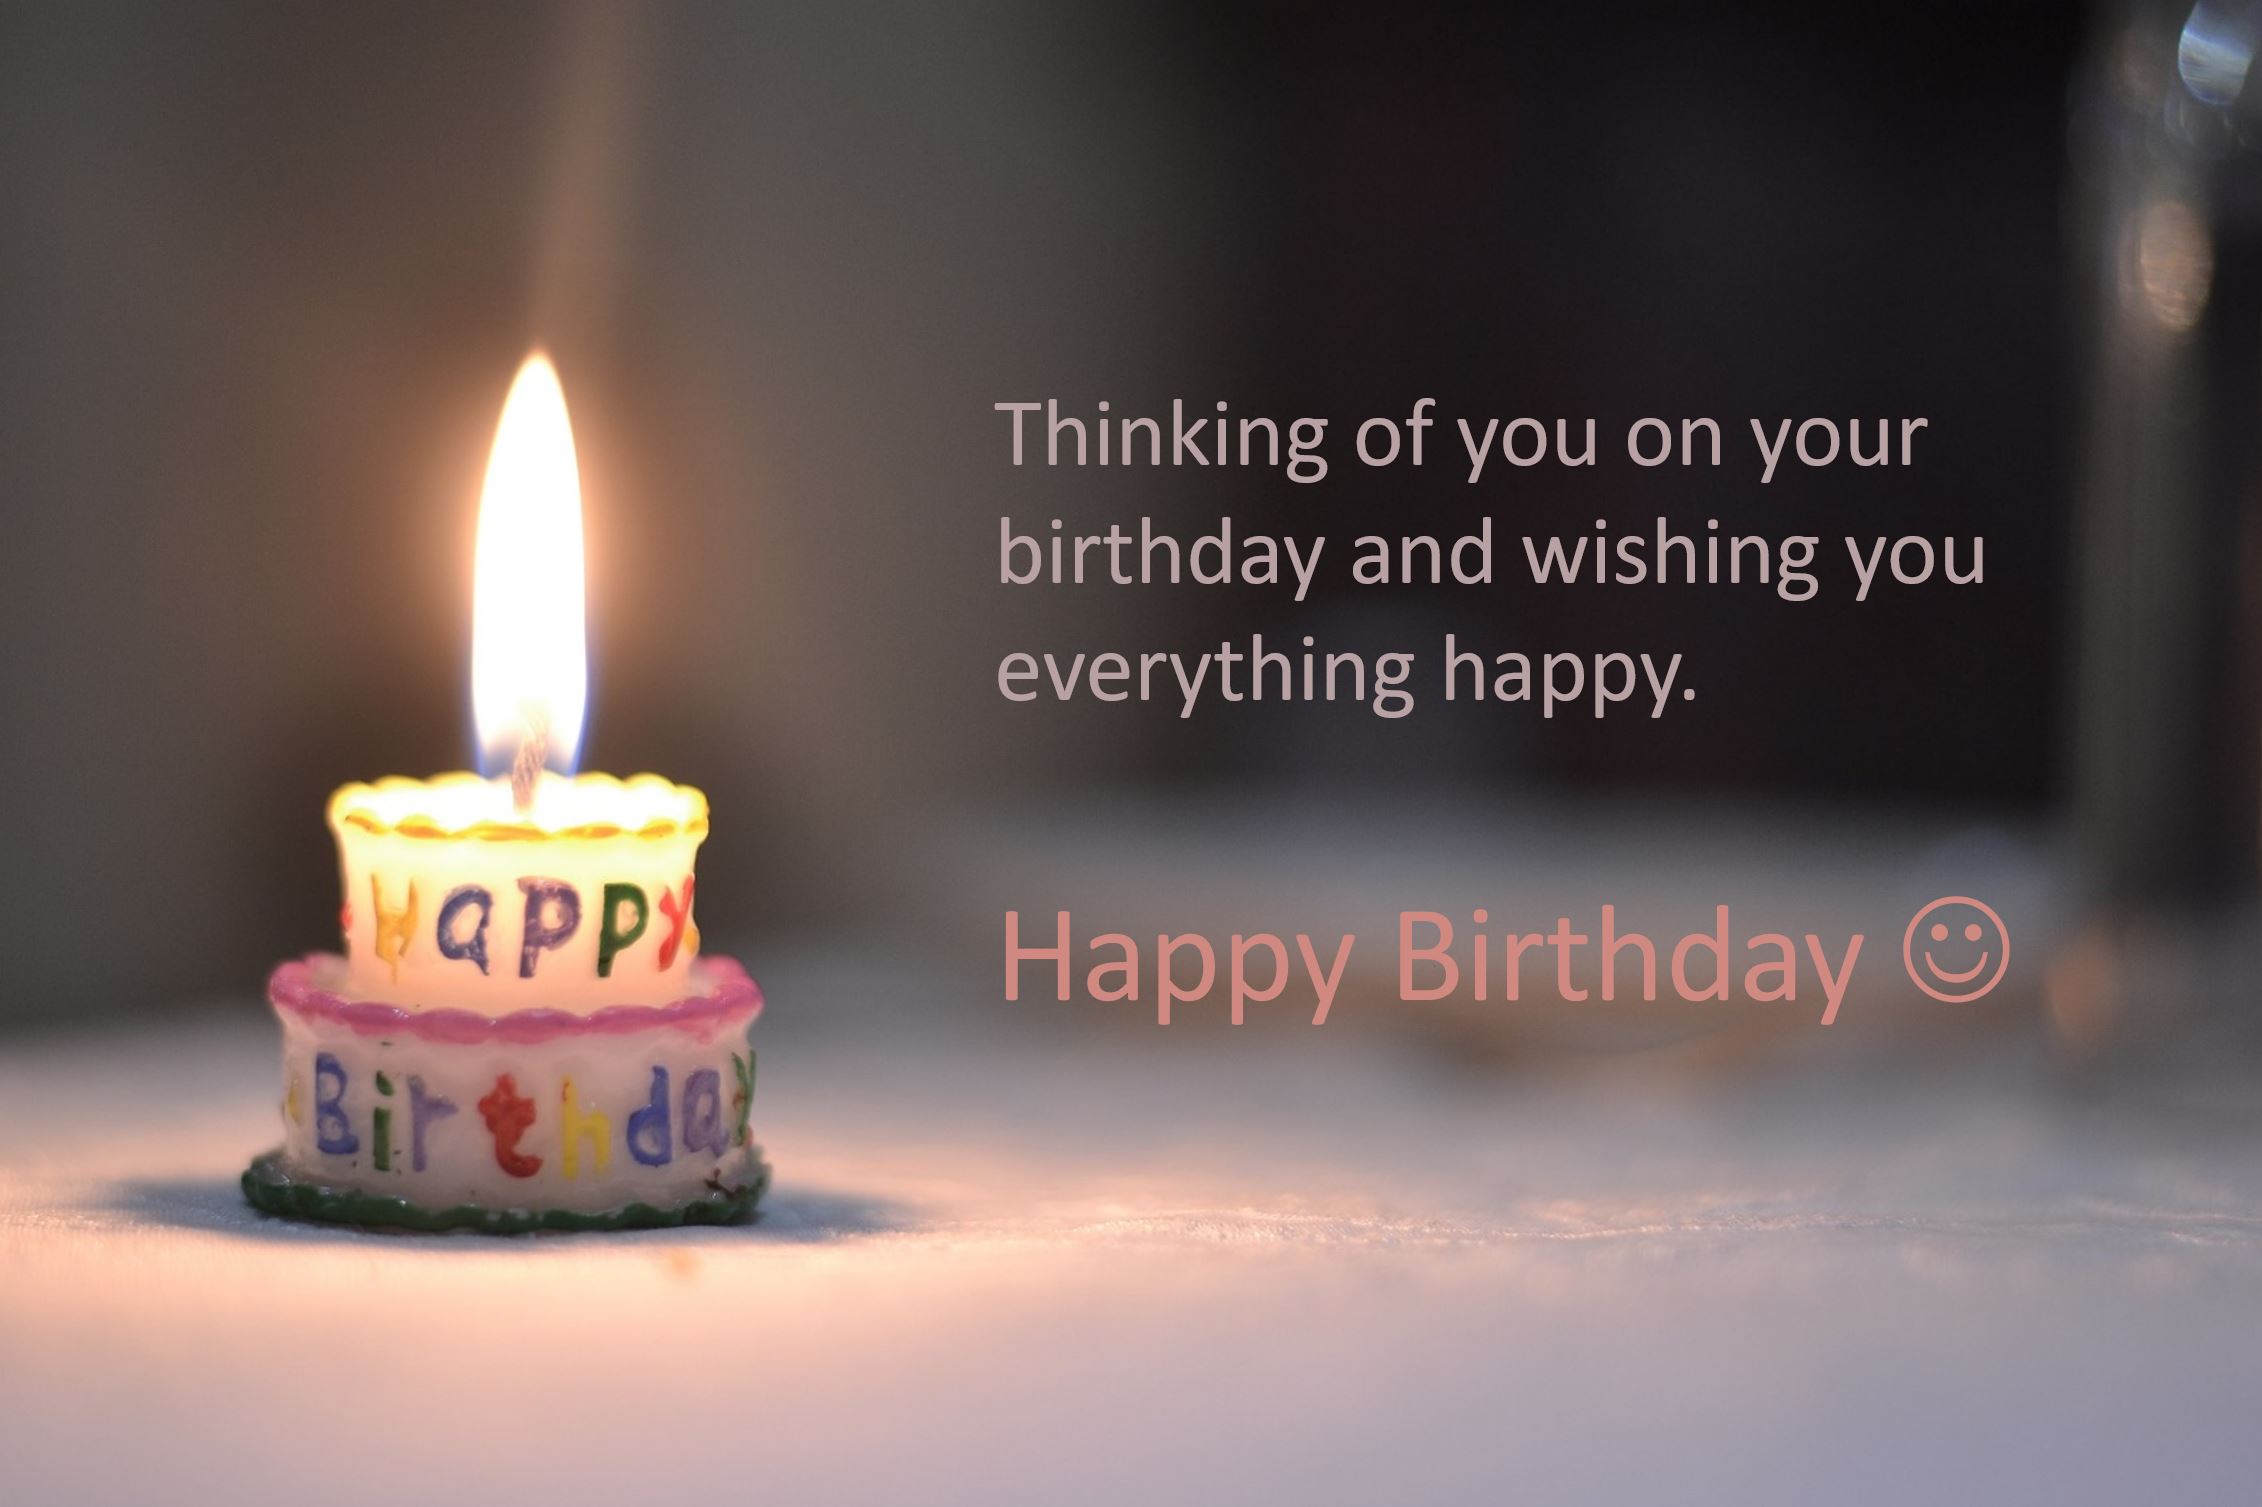 Thinking of you on your
birthday and wishing you
everything happy.
Happy Birthday ☺
Happy
Birthday